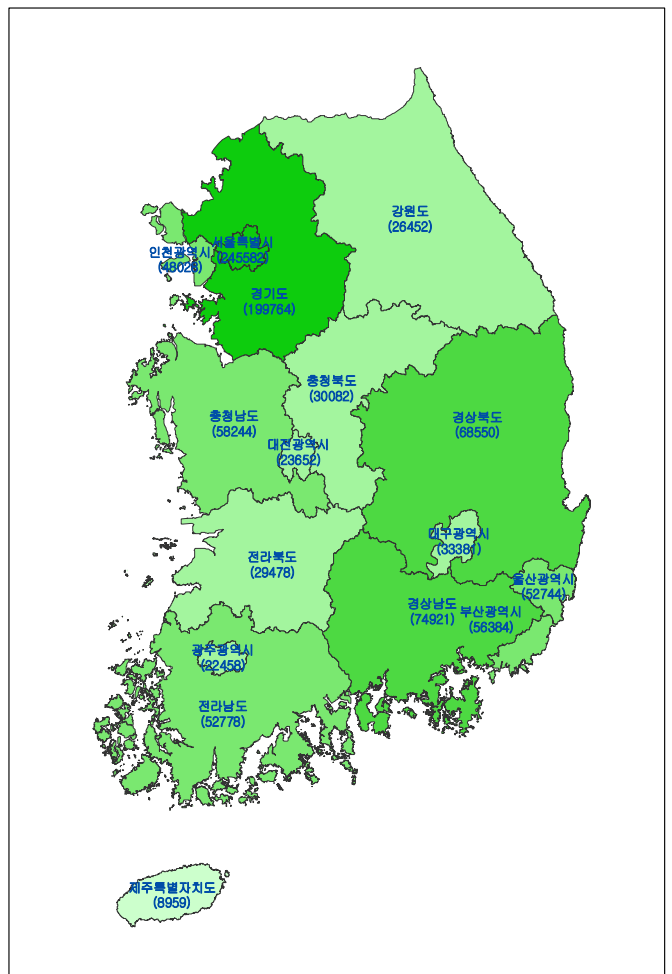 강원도
(26452)
서울특별시
(245582)
인천광역시
(48028)
경기도
(199764)
충청북도
(30082)
충청남도
(58244)
경상북도
(68550)
대전광역시
(23652)
대구광역시
(33381)
전라북도
(29478)
울산광역시
(52744)
경상남도
(74921)
부산광역시
(56384)
광주광역시
(22458)
전라남도
(52778)
제주특별자치도
(8959)